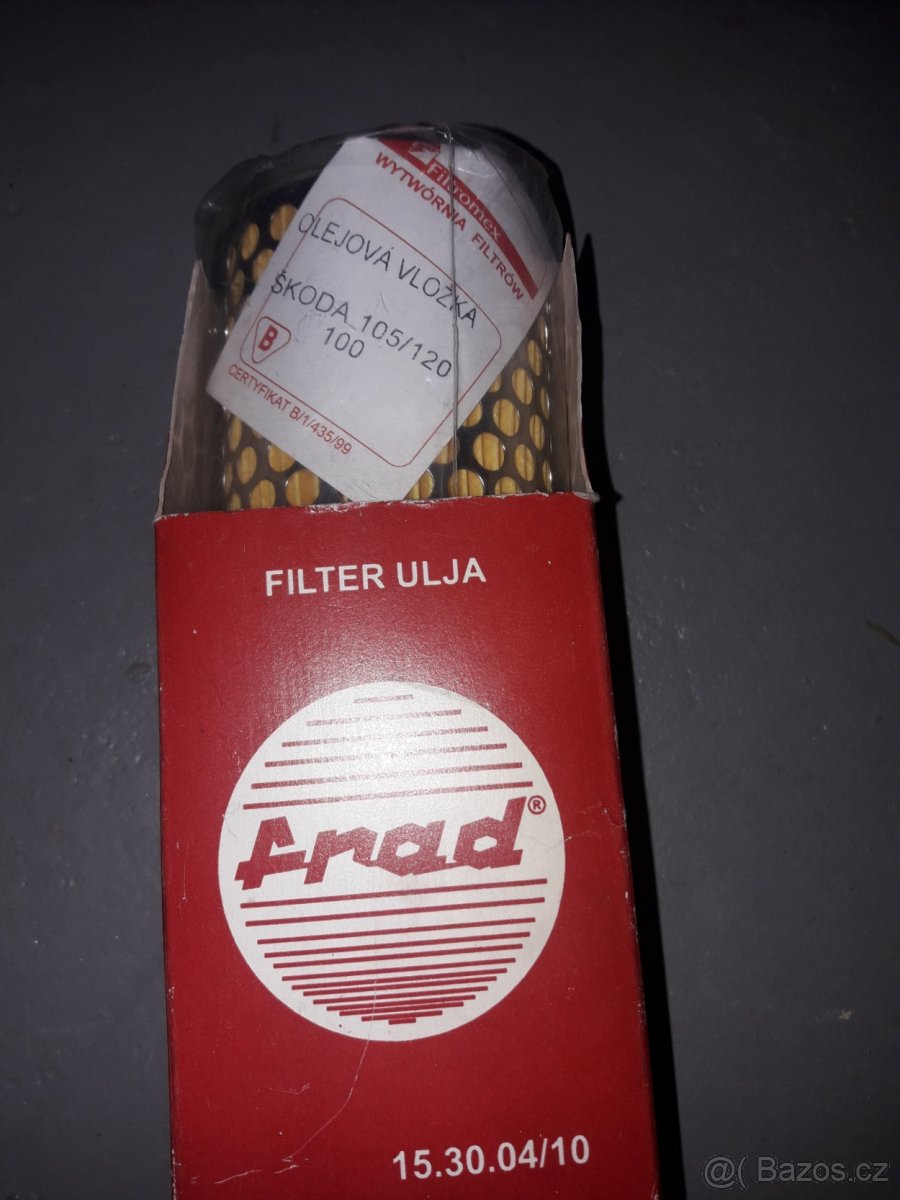 Filtromex
WYTWÓRNIA FILTRÓW
OLEJOVÁ VLOŽKA
ŠKODA 105/120
100
B
CERTYFIKAT B/1/435/99
FILTER ULJA
frad®
15.30.04/10
@( Bazos.cz